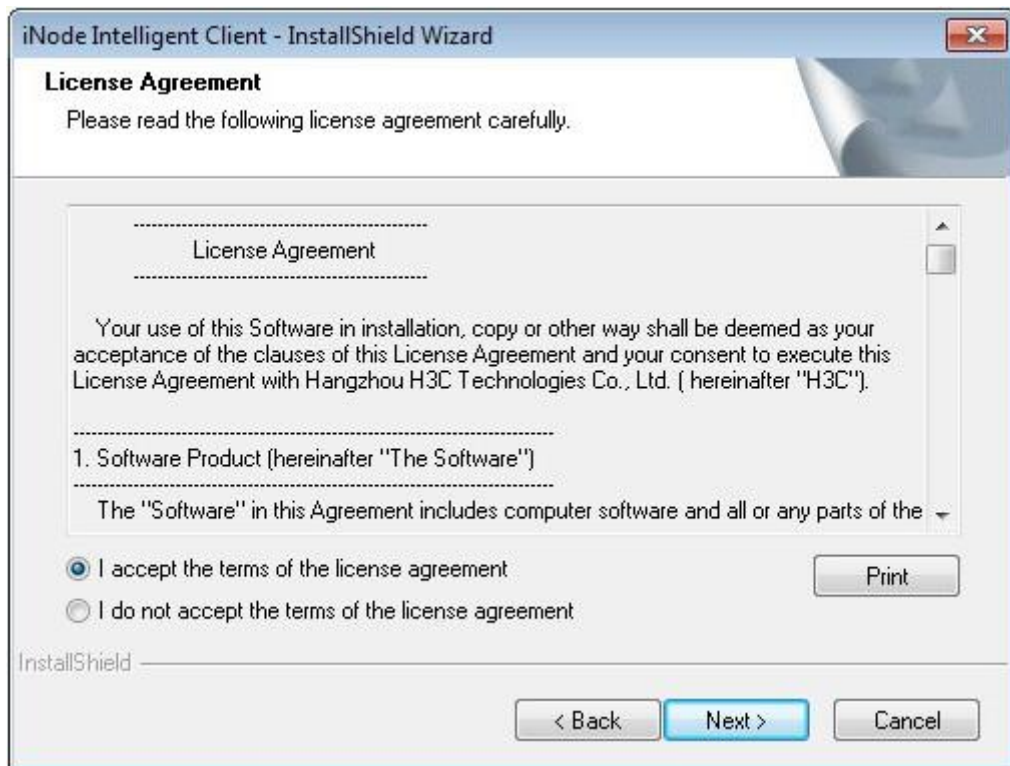 iNode Intelligent Client - InstallShield Wizard
License Agreement
Please read the following license agreement carefully.
----------------------------------------------
License Agreement
----------------------------------------------
Your use of this Software in installation, copy or other way shall be deemed as your
acceptance of the clauses of this License Agreement and your consent to execute this
License Agreement with Hangzhou H3C Technologies Co., Ltd. ( hereinafter "H3C").
---------------------------------------------------------------------------
1. Software Product (hereinafter "The Software")
---------------------------------------------------------------------------
The "Software" in this Agreement includes computer software and all or any parts of the
I accept the terms of the license agreement
Print
I do not accept the terms of the license agreement
InstallShield
< Back Next > Cancel